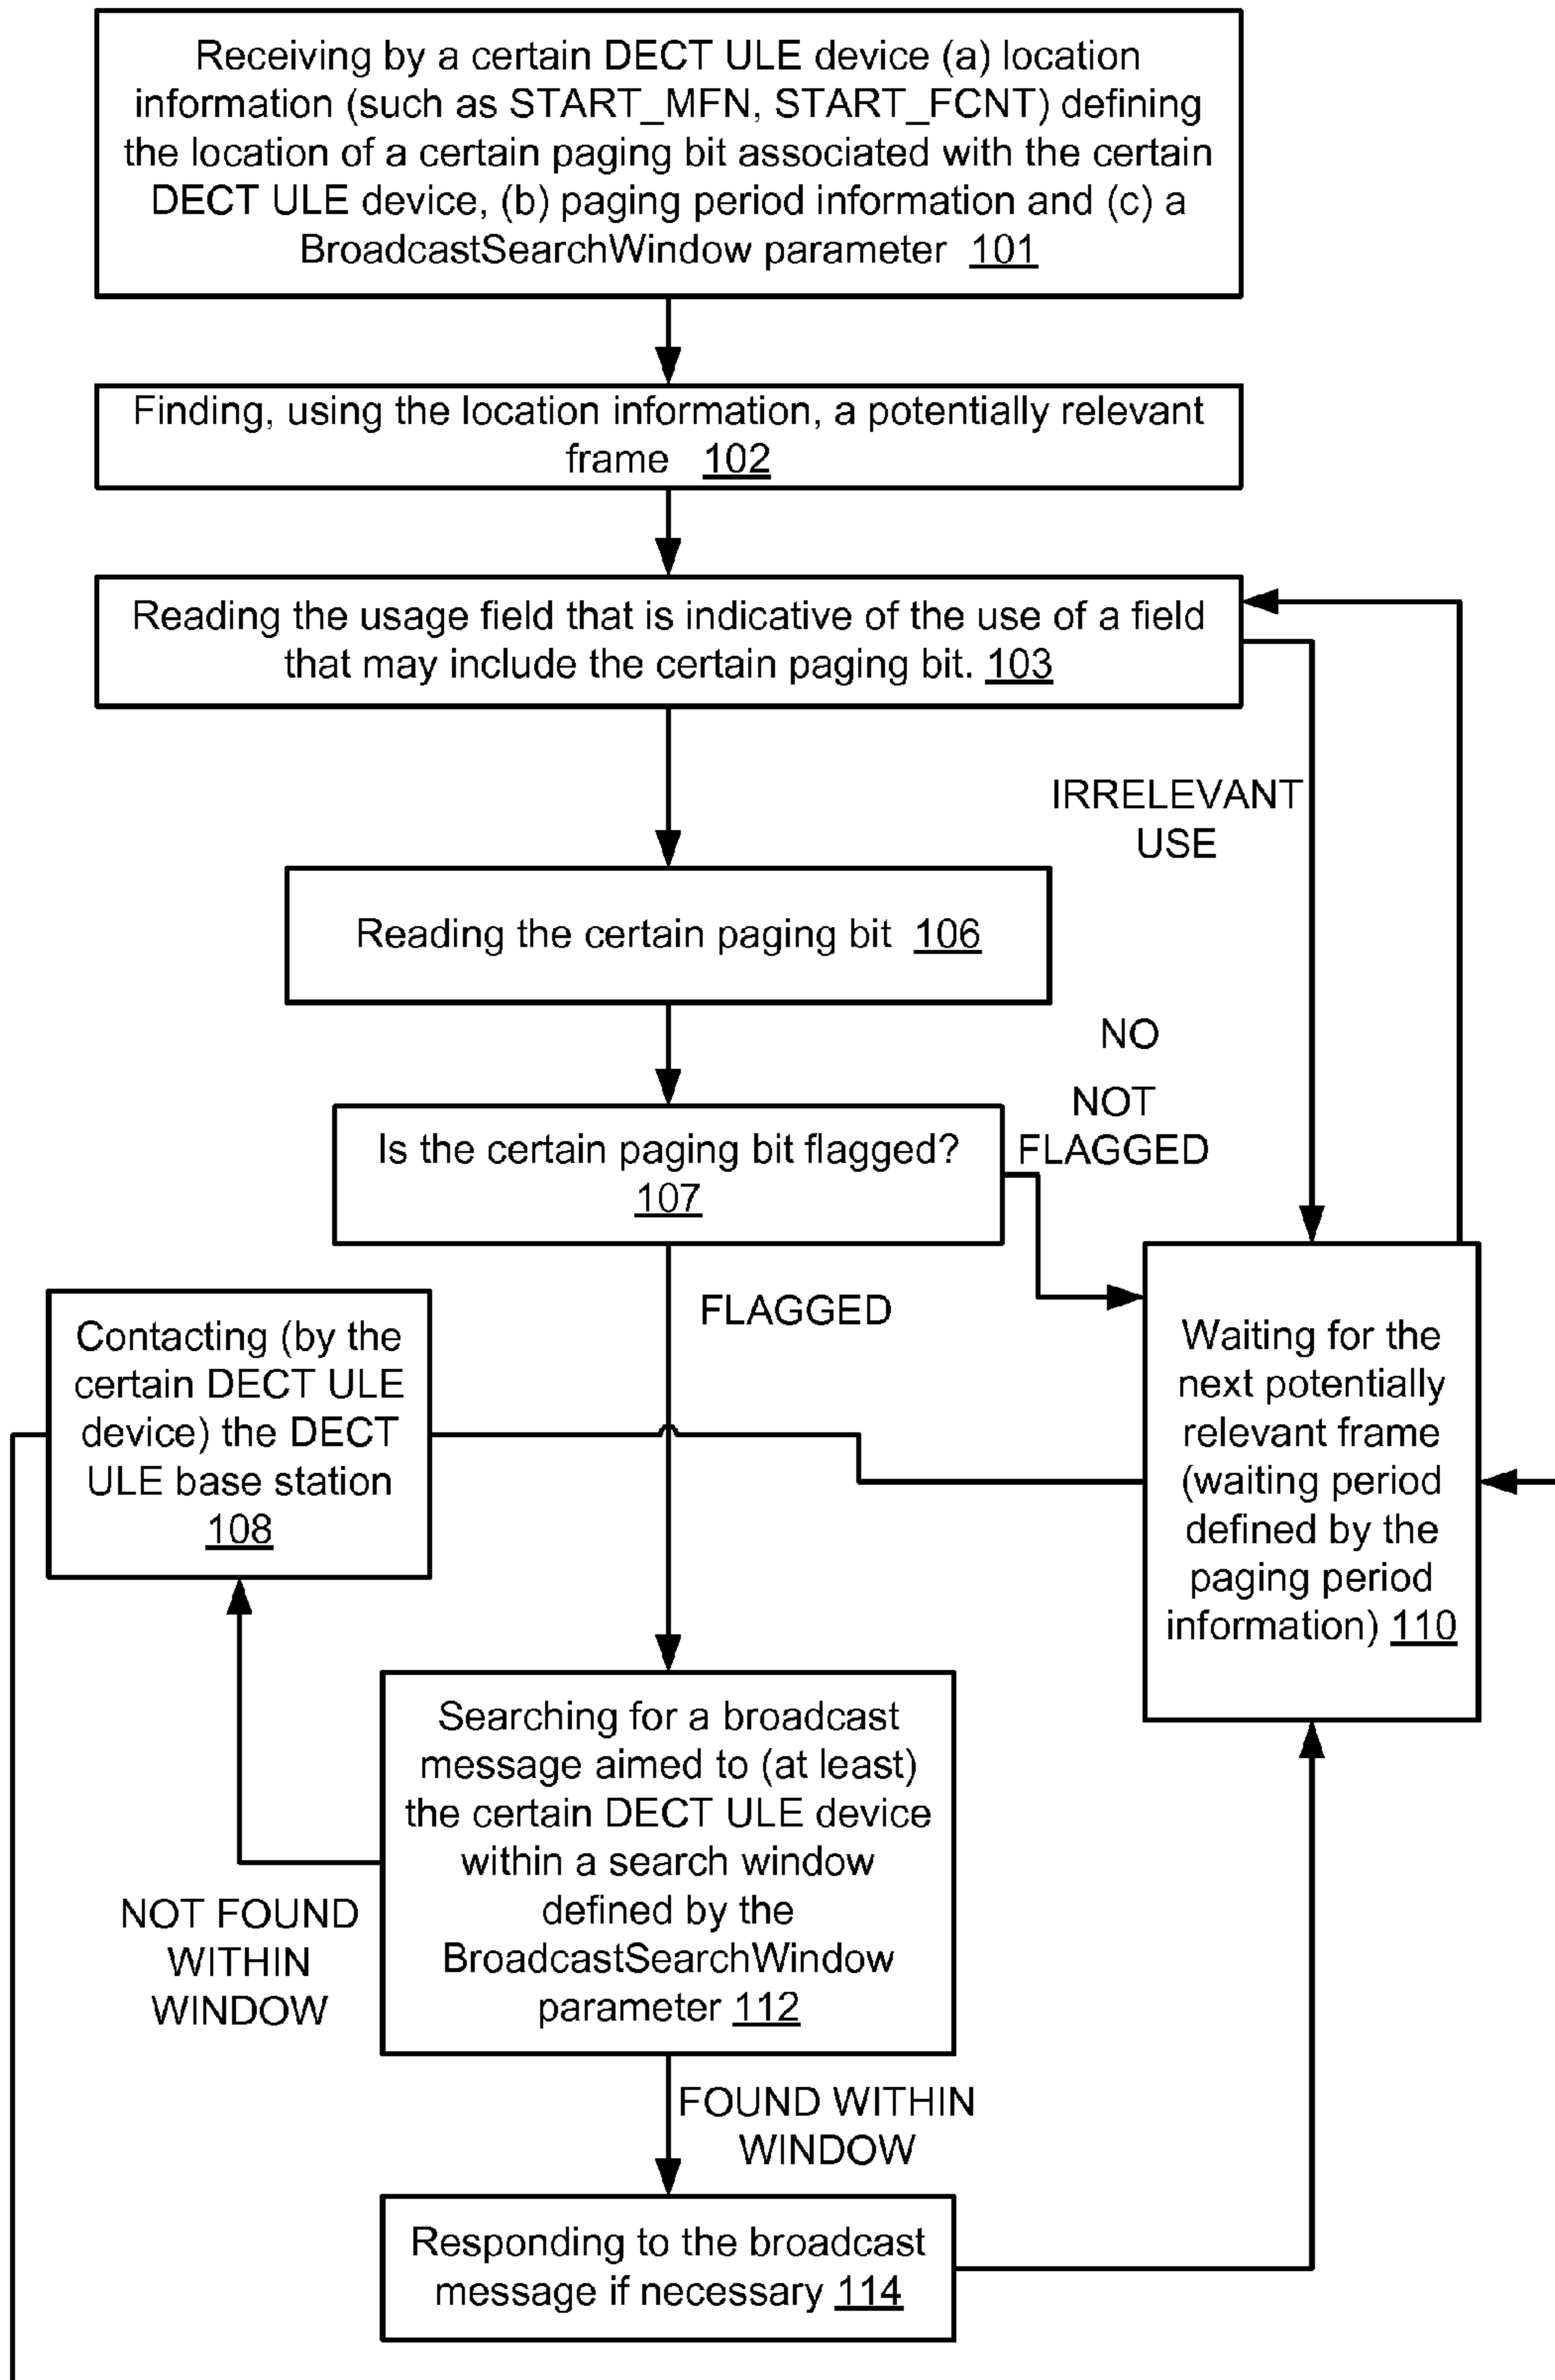 Receiving by a certain DECT ULE device (a) location
information (such as START_MFN, START_FCNT) defining
the location of a certain paging bit associated with the certain
DECT ULE device, (b) paging period information and (c) a
BroadcastSearchWindow parameter 101
Finding, using the location information, a potentially relevant
frame 102
Reading the usage field that is indicative of the use of a field
that may include the certain paging bit. 103
IRRELEVANT
USE
Reading the certain paging bit 106
NO
NOT
FLAGGED
Is the certain paging bit flagged?
107
FLAGGED
Contacting (by the
certain DECT ULE
device) the DECT
ULE base station
108
Waiting for the
next potentially
relevant frame
(waiting period
defined by the
paging period
information) 110
Searching for a broadcast
message aimed to (at least)
the certain DECT ULE device
within a search window
defined by the
BroadcastSearchWindow
parameter 112
NOT FOUND
WITHIN
WINDOW
FOUND WITHIN
WINDOW
Responding to the broadcast
message if necessary 114